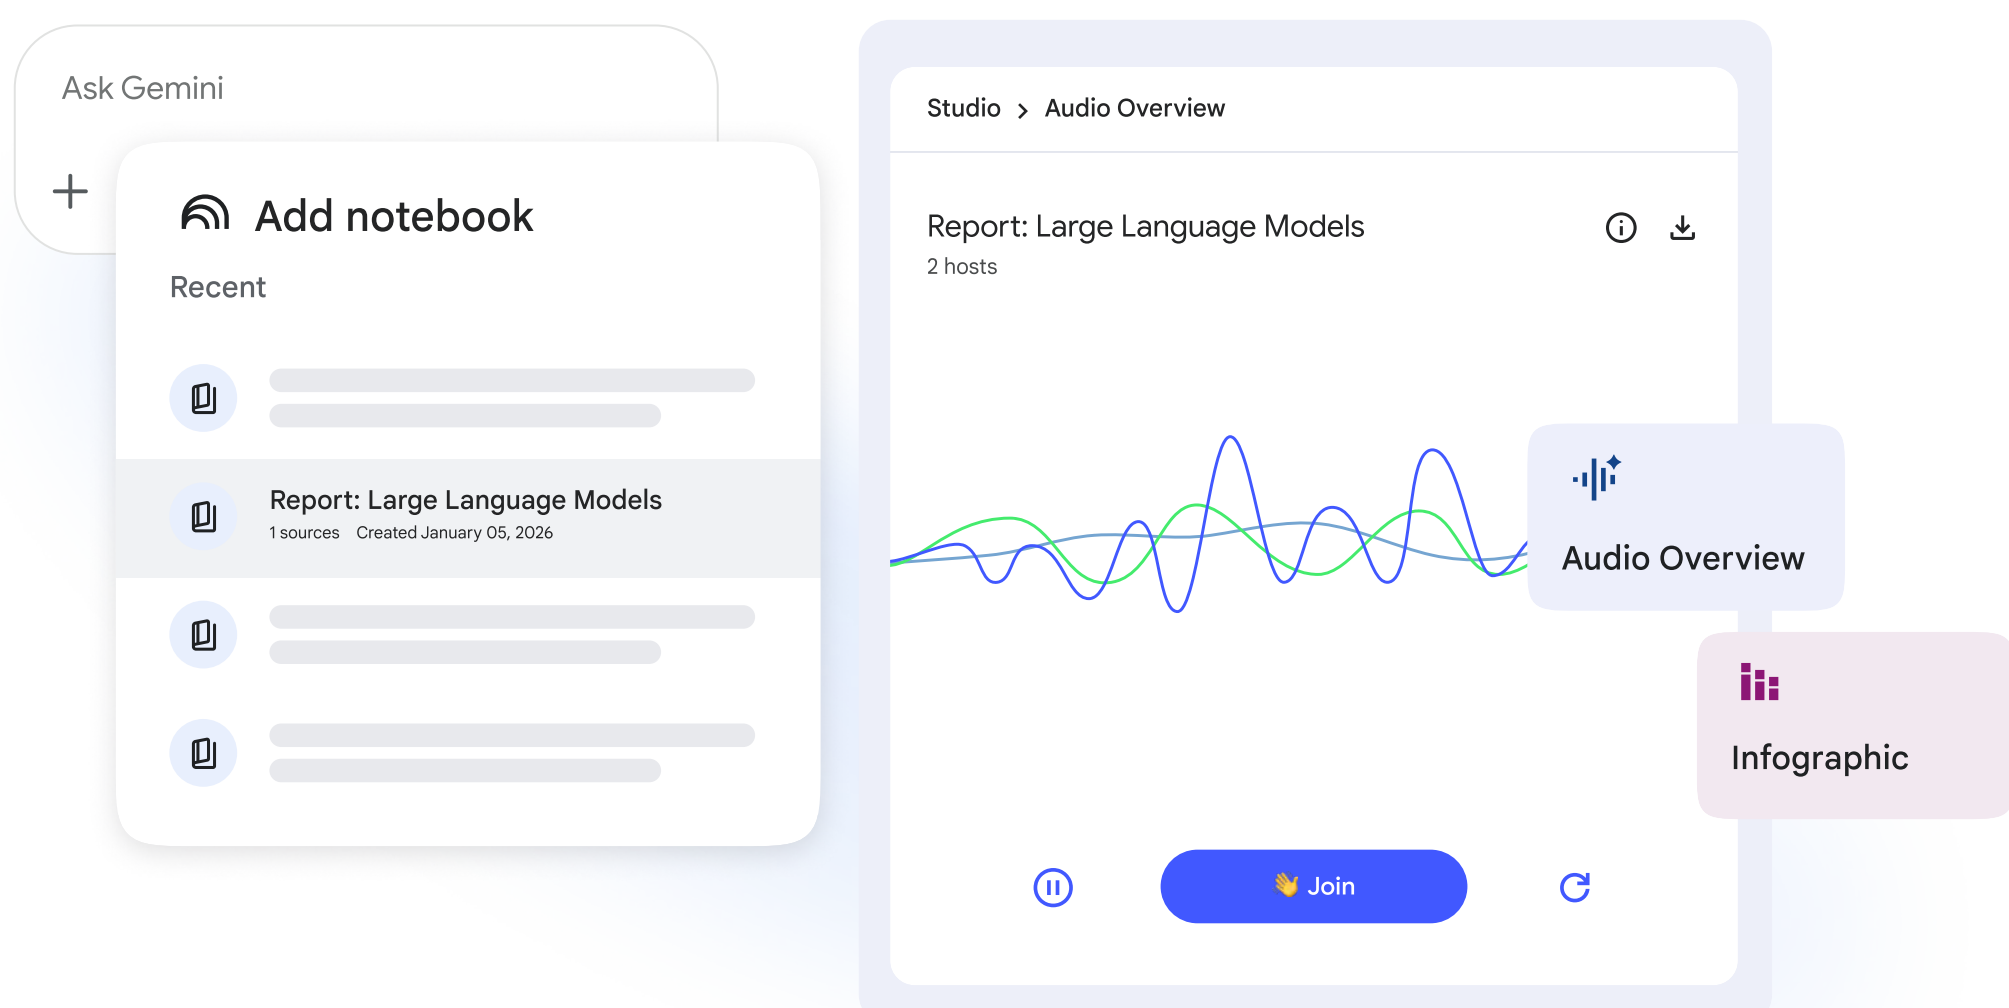 Ask Gemini
Add notebook
Recent
Report: Large Language Models
1 sources Created January 05, 2026
Studio > Audio Overview
Report: Large Language Models
2 hosts
Audio Overview
Infographic
👋 Join